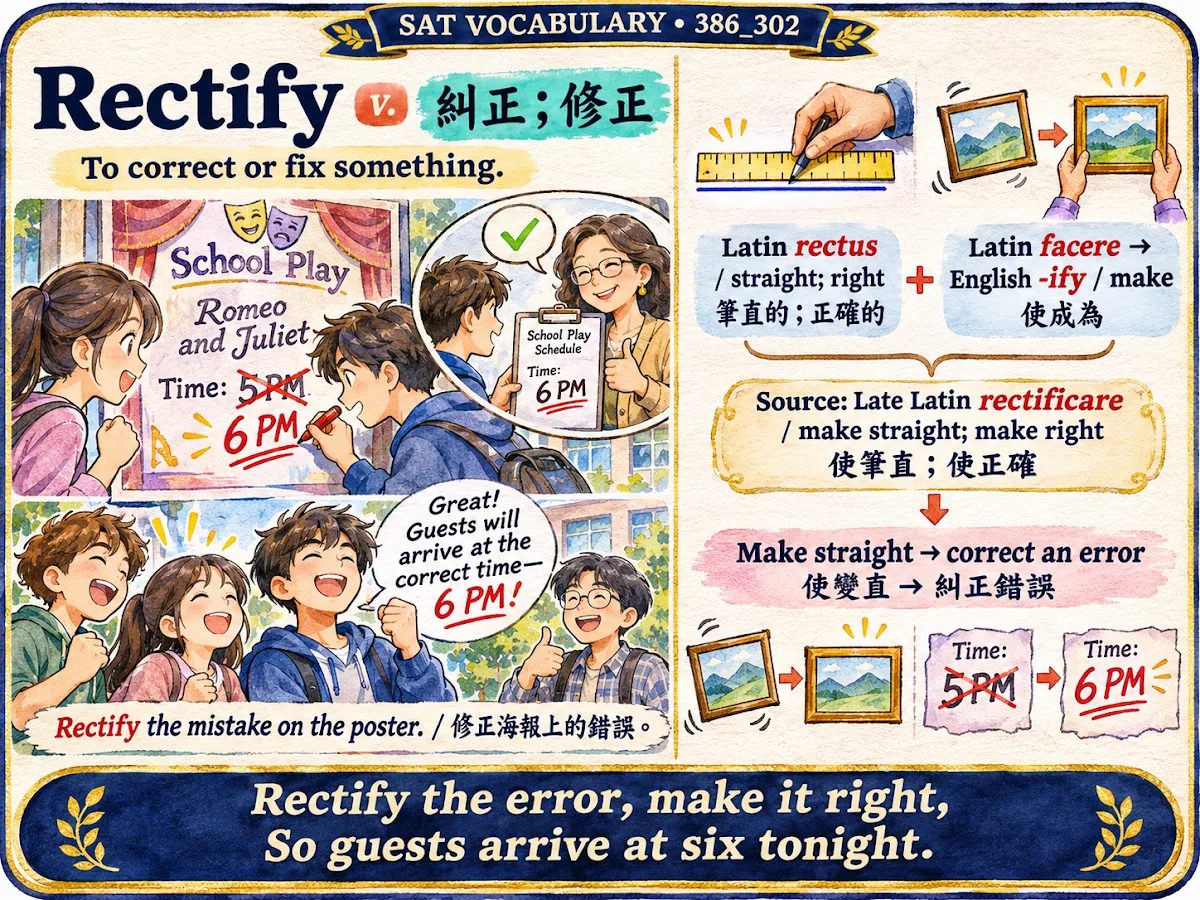 SAT VOCABULARY • 386_302
Rectify v. 糾正；修正
To correct or fix something.
School Play
Romeo
and Juliet
Time: 5 PM
6 PM
School Play
Schedule
Time:
6 PM
Great!
Guests will
arrive at the
correct time—
6 PM!
Rectify the mistake on the poster. / 修正海報上的錯誤。
Latin rectus
/ straight; right
筆直的；正確的
+
Latin facere →
English -ify / make
使成為
Source: Late Latin rectificare
/ make straight; make right
使筆直；使正確
Make straight → correct an error
使變直 → 糾正錯誤
Time:
5 PM
Time:
6 PM
Rectify the error, make it right,
So guests arrive at six tonight.